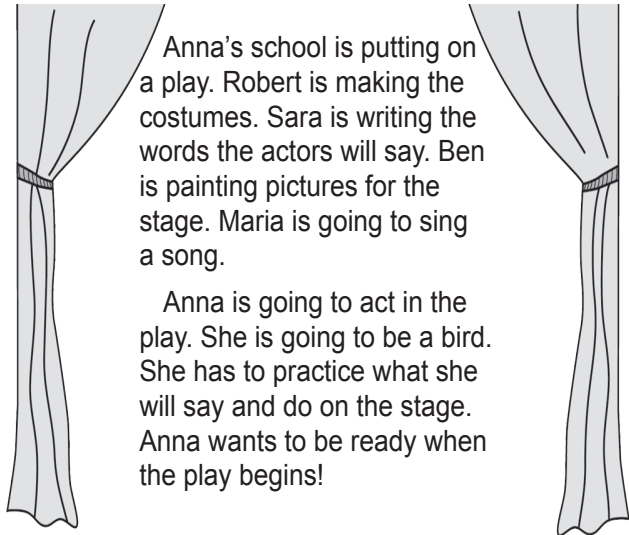 Anna’s school is putting on
a play. Robert is making the
costumes. Sara is writing the
words the actors will say. Ben
is painting pictures for the
stage. Maria is going to sing
a song.
Anna is going to act in the
play. She is going to be a bird.
She has to practice what she
will say and do on the stage.
Anna wants to be ready when
the play begins!